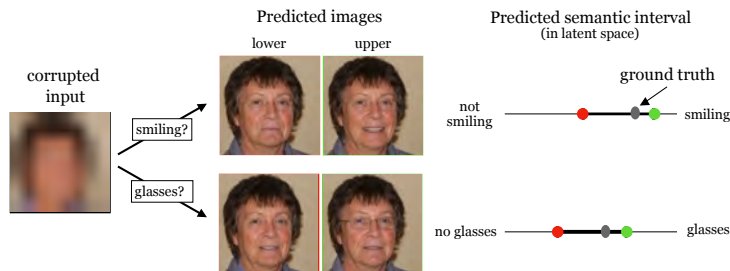 Predicted images
Predicted semantic interval
(in latent space)
lower
upper
corrupted
input
ground truth
smiling?
not
smiling
smiling
glasses?
no glasses
glasses